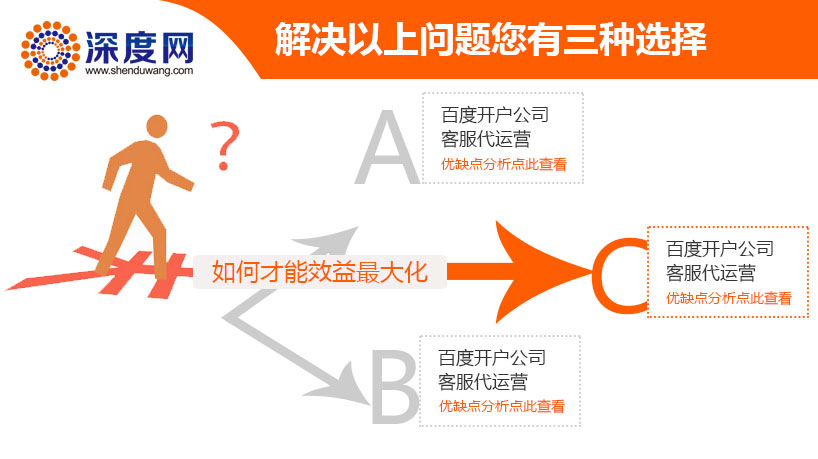 深度网
www.shenduwang.com
解决以上问题您有三种选择
?
A
百度开户公司
客服代运营
优缺点分析点此查看
如何才能效益最大化
C
百度开户公司
客服代运营
优缺点分析点此查看
B
百度开户公司
客服代运营
优缺点分析点此查看